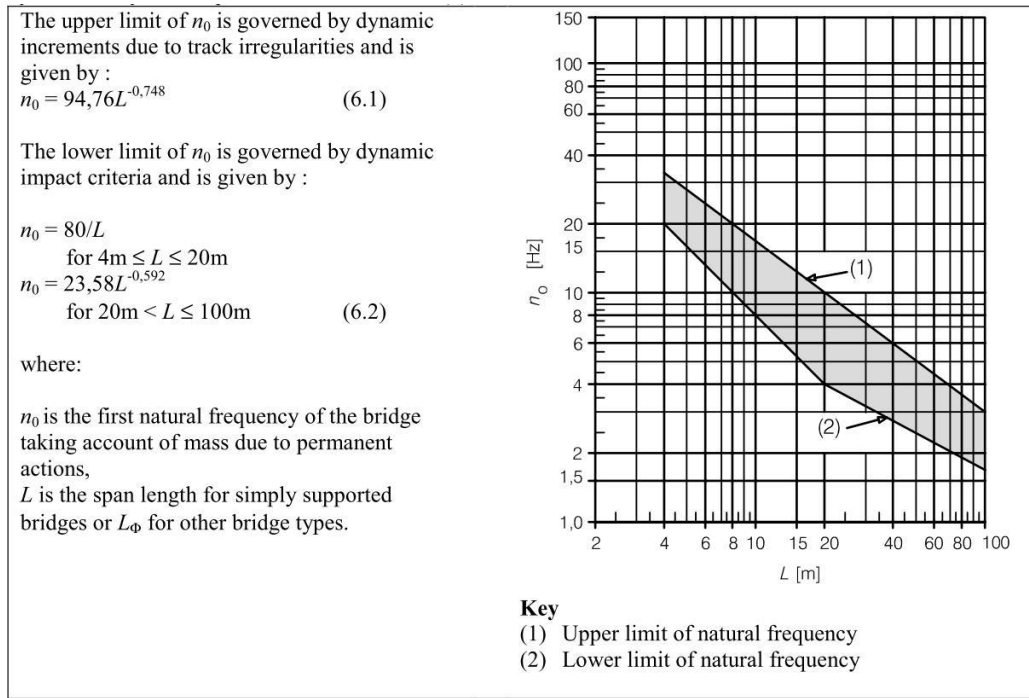 The upper limit of n0 is governed by dynamic
increments due to track irregularities and is
given by :
n0 = 94,76L-0,748 (6.1)
The lower limit of n0 is governed by dynamic
impact criteria and is given by :
n0 = 80/L
for 4m ≤ L ≤ 20m
n0 = 23,58L-0,592
for 20m < L ≤ 100m (6.2)
where:
n0 is the first natural frequency of the bridge
taking account of mass due to permanent
actions,
L is the span length for simply supported
bridges or LΦ for other bridge types.
150
100
80
60
40
20
15
10
8
6
4
2
1,5
1,0
no [Hz]
(1)
(2)
2 4 6 8 10 15 20 40 60 80 100
L [m]
Key
(1) Upper limit of natural frequency
(2) Lower limit of natural frequency